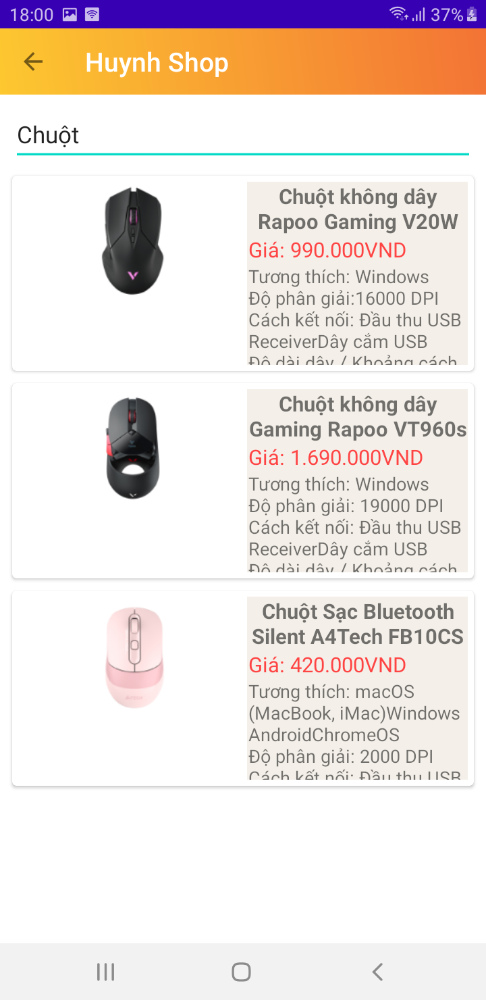 18:00
37%
Huynh Shop
Chuột
Chuột không dây
Rapoo Gaming V20W
Giá: 990.000VND
Tương thích: Windows
Độ phân giải:16000 DPI
Cách kết nối: Đầu thu USB
ReceiverDây cắm USB
Độ dài dây / Khoảng cách
Chuột không dây
Gaming Rapoo VT960s
Giá: 1.690.000VND
Tương thích: Windows
Độ phân giải: 19000 DPI
Cách kết nối: Đầu thu USB
ReceiverDây cắm USB
Độ dài dây / Khoảng cách
Chuột Sạc Bluetooth
Silent A4Tech FB10CS
Giá: 420.000VND
Tương thích: macOS
(MacBook, iMac)Windows
AndroidChromeOS
Độ phân giải: 2000 DPI
Cách kết nối: Đầu thu USB